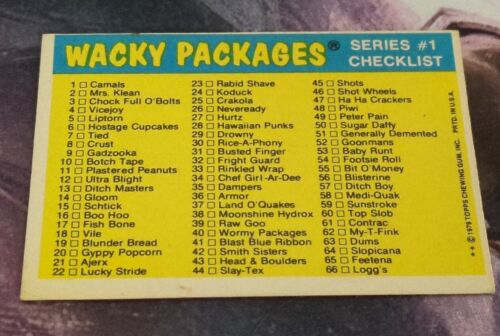 WACKY PACKAGES® SERIES #1 CHECKLIST
1 □ Camals
2 □ Mrs. Klean
3 □ Chock Full O'Bolts
4 □ Vicejoy
5 □ Liptorn
6 □ Hostage Cupcakes
7 □ Tied
8 □ Crust
9 □ Gadzooka
10 □ Botch Tape
11 □ Plastered Peanuts
12 □ Ultra Blight
13 □ Ditch Masters
14 □ Gloom
15 □ Schtick
16 □ Boo Hoo
17 □ Fish Bone
18 □ Vile
19 □ Blunder Bread
20 □ Gyppy Popcorn
21 □ Ajerx
22 □ Lucky Stride
23 □ Rabid Shave
24 □ Koduck
25 □ Crakola
26 □ Neveready
27 □ Hurtz
28 □ Hawaiian Punks
29 □ Drowny
30 □ Rice-A-Phony
31 □ Busted Finger
32 □ Fright Guard
33 □ Rinkled Wrap
34 □ Chef Girl-Ar-Dee
35 □ Dampers
36 □ Armor
37 □ Land O'Quakes
38 □ Moonshine Hydrox
39 □ Raw Goo
40 □ Wormy Packages
41 □ Blast Blue Ribbon
42 □ Smith Sisters
43 □ Head & Boulders
44 □ Slay-Tex
45 □ Shots
46 □ Shot Wheels
47 □ Ha Ha Crackers
48 □ Piwi
49 □ Peter Pain
50 □ Sugar Daffy
51 □ Generally Demented
52 □ Goonmans
53 □ Baby Runt
54 □ Footsie Roll
55 □ Bit O'Money
56 □ Blisterine
57 □ Ditch Boy
58 □ Medi-Quak
59 □ Sunstroke
60 □ Top Slob
61 □ Contrac
62 □ My-T-Fink
63 □ Dums
64 □ Slopicana
65 □ Feetena
66 □ Logg's
★★ © 1979 TOPPS CHEWING GUM, INC. PRTD. IN U.S.A.